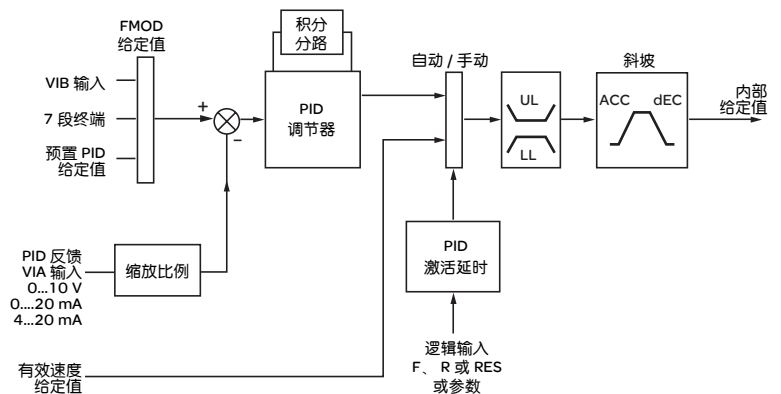 FMOD
给定值
VIB 输入
7 段终端
预置 PID
给定值
+
−
积分
分路
PID
调节器
自动 / 手动
UL
LL
斜坡
ACC
dEC
内部
给定值
PID
激活延时
PID 反馈
VIA 输入
0...10 V
0....20 mA
4...20 mA
缩放比例
逻辑输入
F、 R 或 RES
或参数
有效速度
给定值